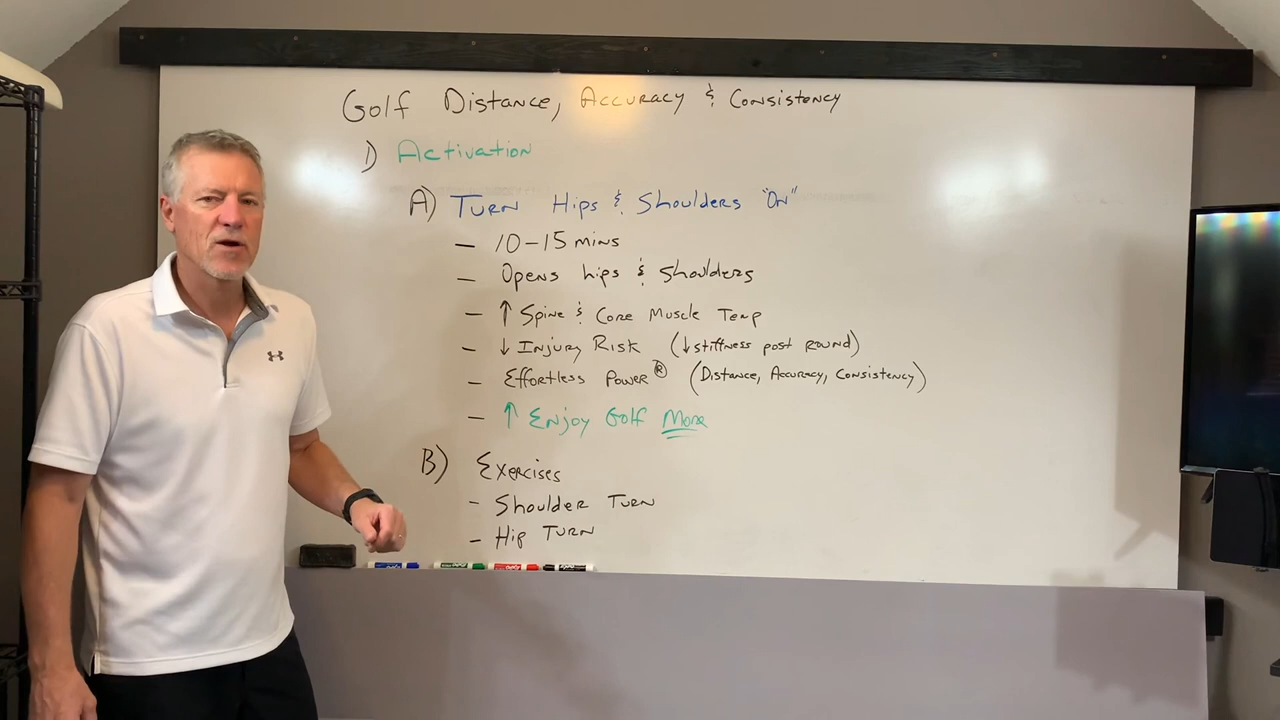 Golf Distance, Accuracy & Consistency
1) Activation
A) Turn Hips & Shoulders "On"
– 10-15 mins
– Opens hips & shoulders
– ↑ Spine & Core Muscle Temp
– ↓ Injury Risk (↓ stiffness post round)
– Effortless Power® (Distance, Accuracy, Consistency)
– ↑ Enjoy Golf More
B) Exercises
- Shoulder Turn
- Hip Turn